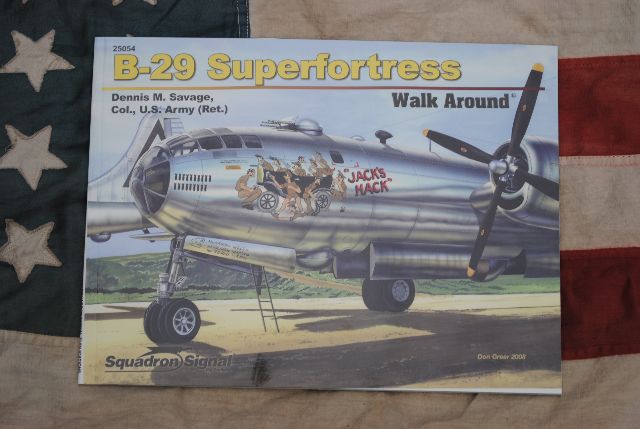 25054
B-29 Superfortress
Dennis M. Savage,
Col., U.S. Army (Ret.)
Walk Around®
"JACK'S
HACK"
Squadron Signal
Don Greer 2008